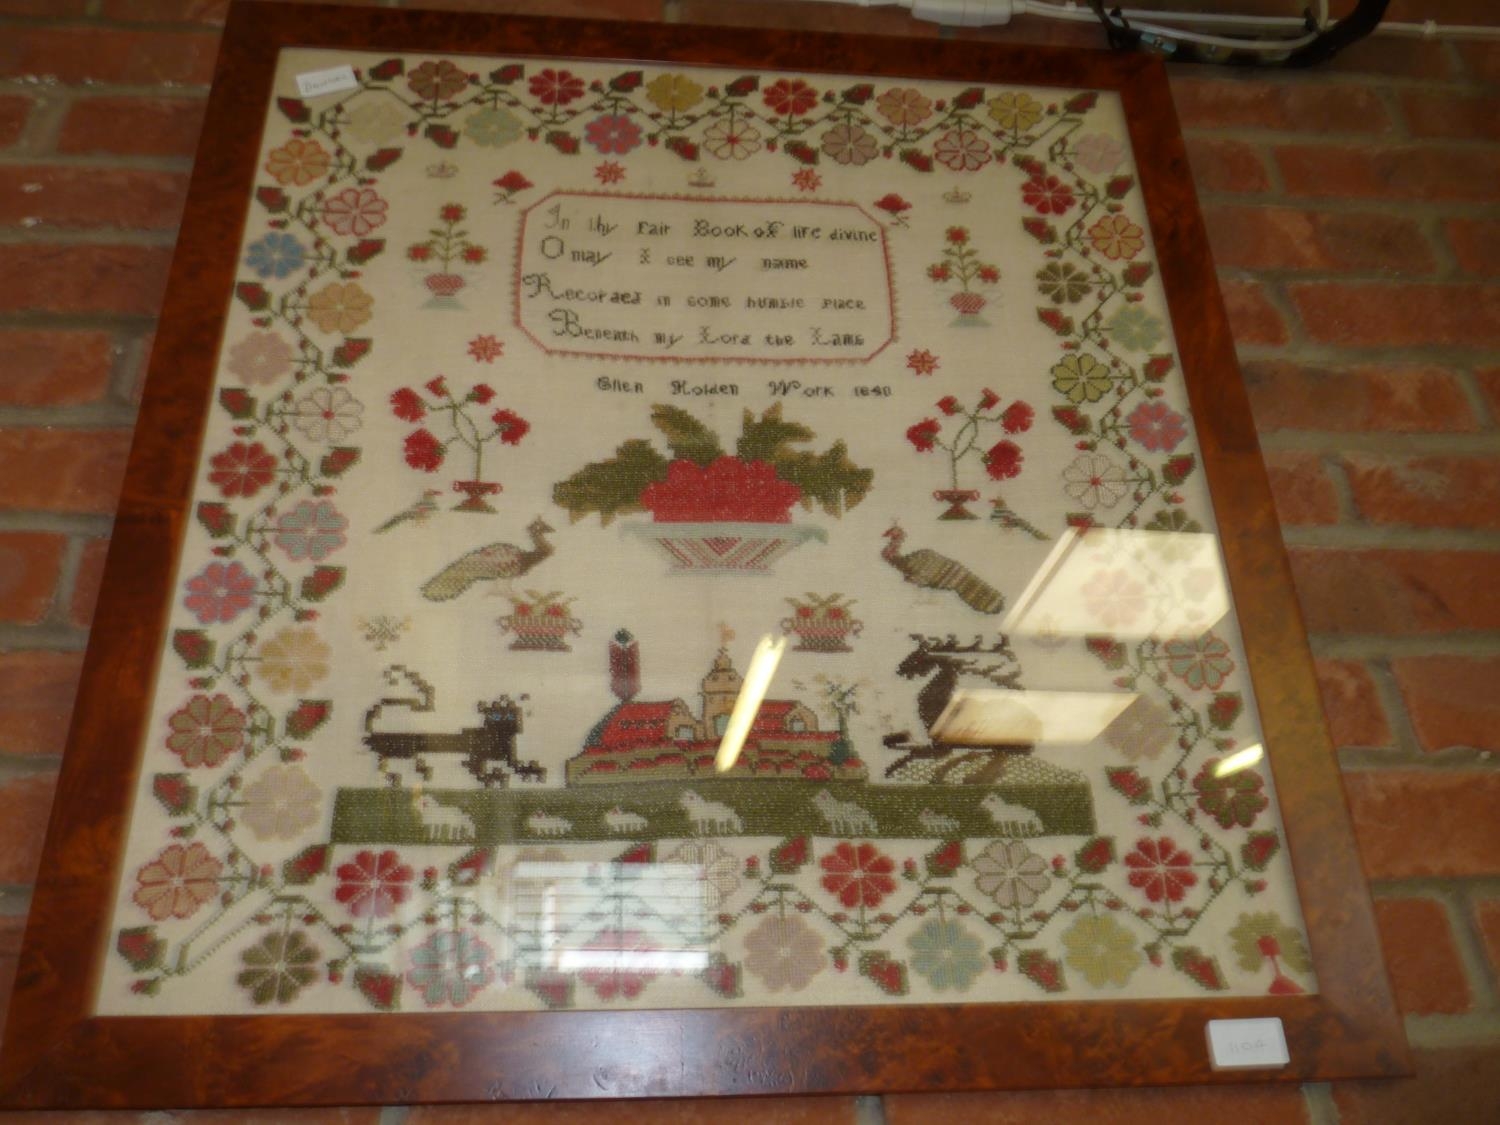 In thy Fair Book of life divine
O may I see my name
Recorded in some humble Place
Beneath my Lord the Lamb
Ellen Holden Work 1840
1104